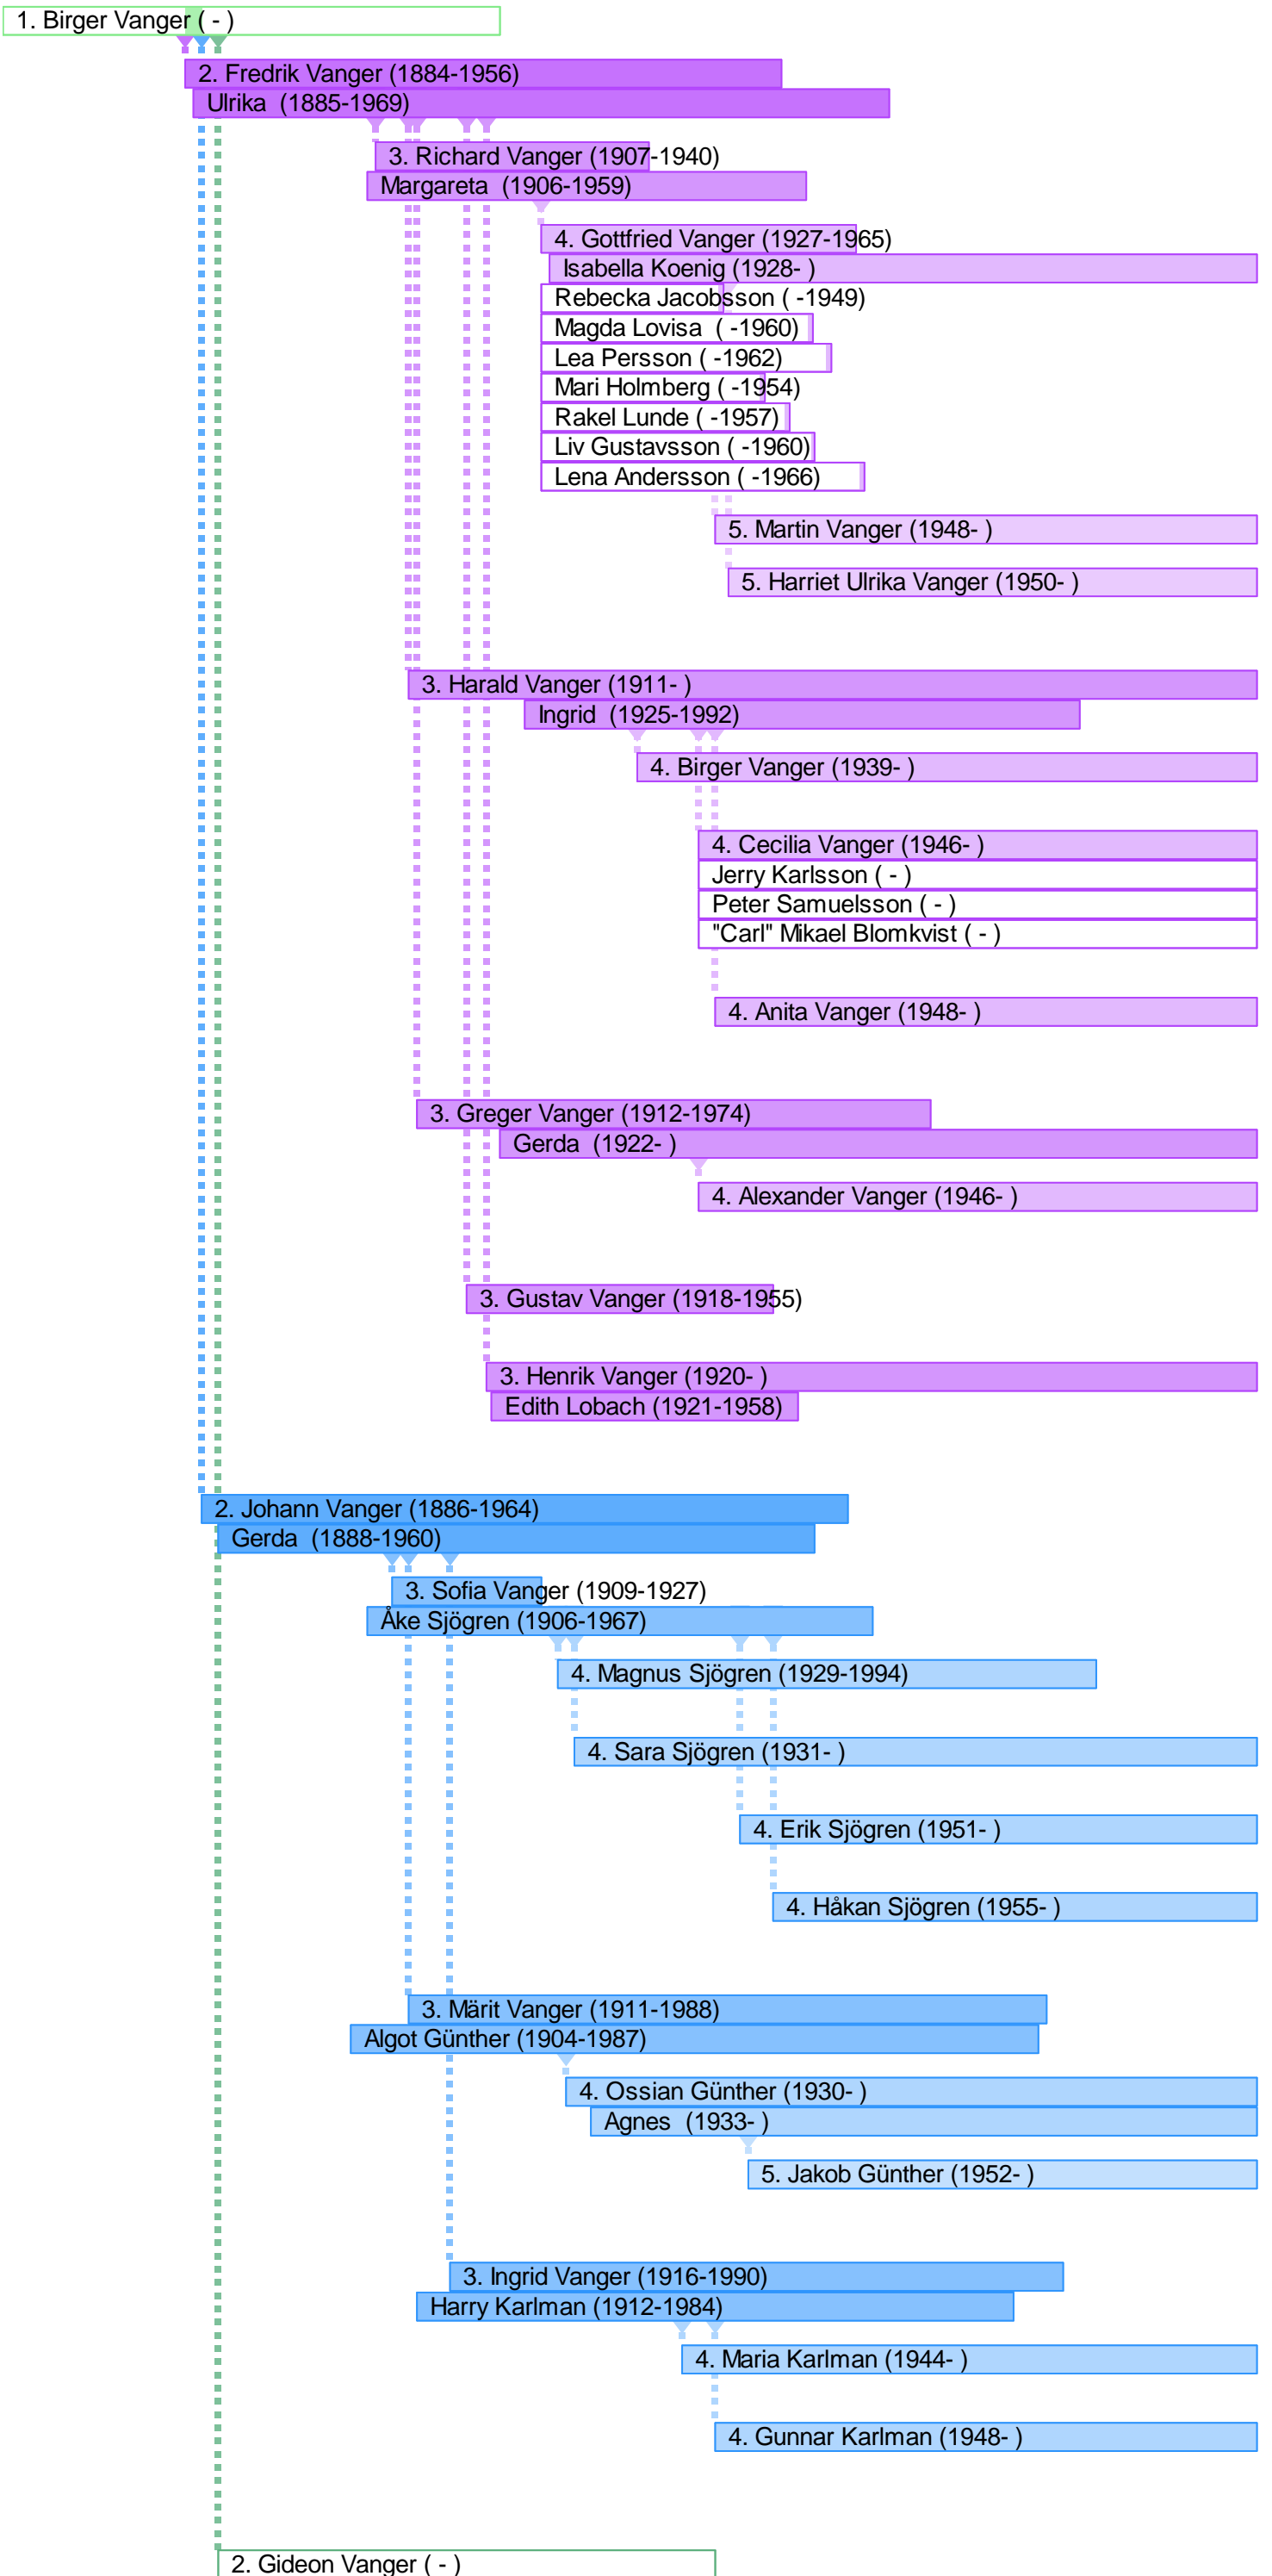 1. Birger Vanger ( - )
2. Fredrik Vanger (1884-1956)
Ulrika  (1885-1969)
3. Richard Vanger (1907-1940)
Margareta  (1906-1959)
4. Gottfried Vanger (1927-1965)
Isabella Koenig (1928- )
Rebecka Jacobsson ( -1949)
Magda Lovisa  ( -1960)
Lea Persson ( -1962)
Mari Holmberg ( -1954)
Rakel Lunde ( -1957)
Liv Gustavsson ( -1960)
Lena Andersson ( -1966)
5. Martin Vanger (1948- )
5. Harriet Ulrika Vanger (1950- )
3. Harald Vanger (1911- )
Ingrid  (1925-1992)
4. Birger Vanger (1939- )
4. Cecilia Vanger (1946- )
Jerry Karlsson ( - )
Peter Samuelsson ( - )
"Carl" Mikael Blomkvist ( - )
4. Anita Vanger (1948- )
3. Greger Vanger (1912-1974)
Gerda  (1922- )
4. Alexander Vanger (1946- )
3. Gustav Vanger (1918-1955)
3. Henrik Vanger (1920- )
Edith Lobach (1921-1958)
2. Johann Vanger (1886-1964)
Gerda  (1888-1960)
3. Sofia Vanger (1909-1927)
Åke Sjögren (1906-1967)
4. Magnus Sjögren (1929-1994)
4. Sara Sjögren (1931- )
4. Erik Sjögren (1951- )
4. Håkan Sjögren (1955- )
3. Märit Vanger (1911-1988)
Algot Günther (1904-1987)
4. Ossian Günther (1930- )
Agnes  (1933- )
5. Jakob Günther (1952- )
3. Ingrid Vanger (1916-1990)
Harry Karlman (1912-1984)
4. Maria Karlman (1944- )
4. Gunnar Karlman (1948- )
2. Gideon Vanger ( - )